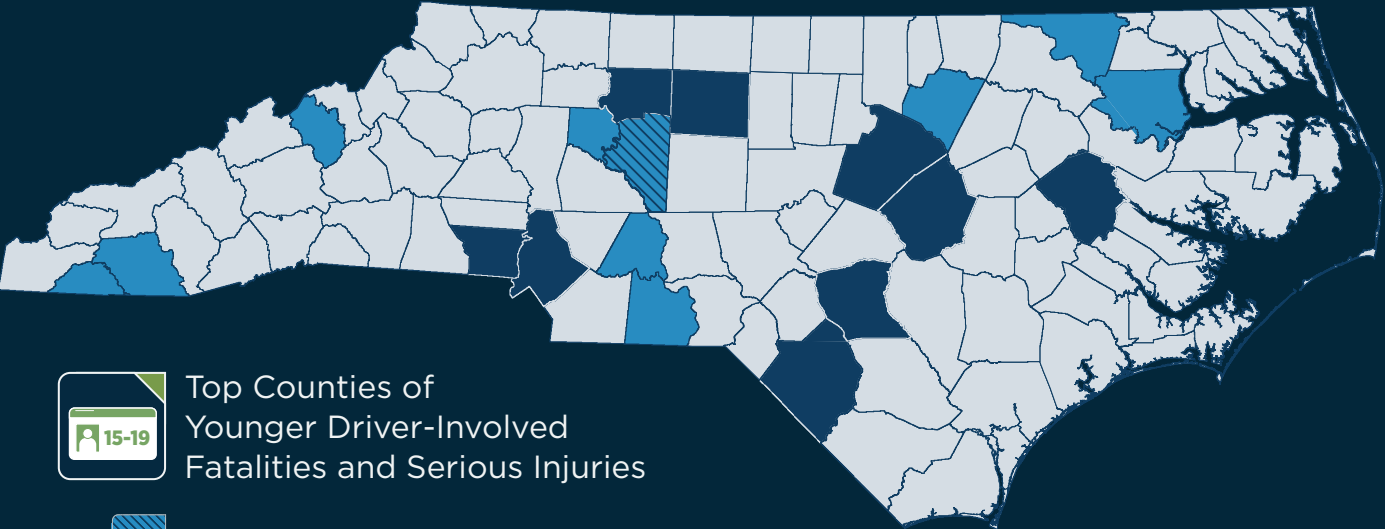 15-19
Top Counties of
Younger Driver-Involved
Fatalities and Serious Injuries